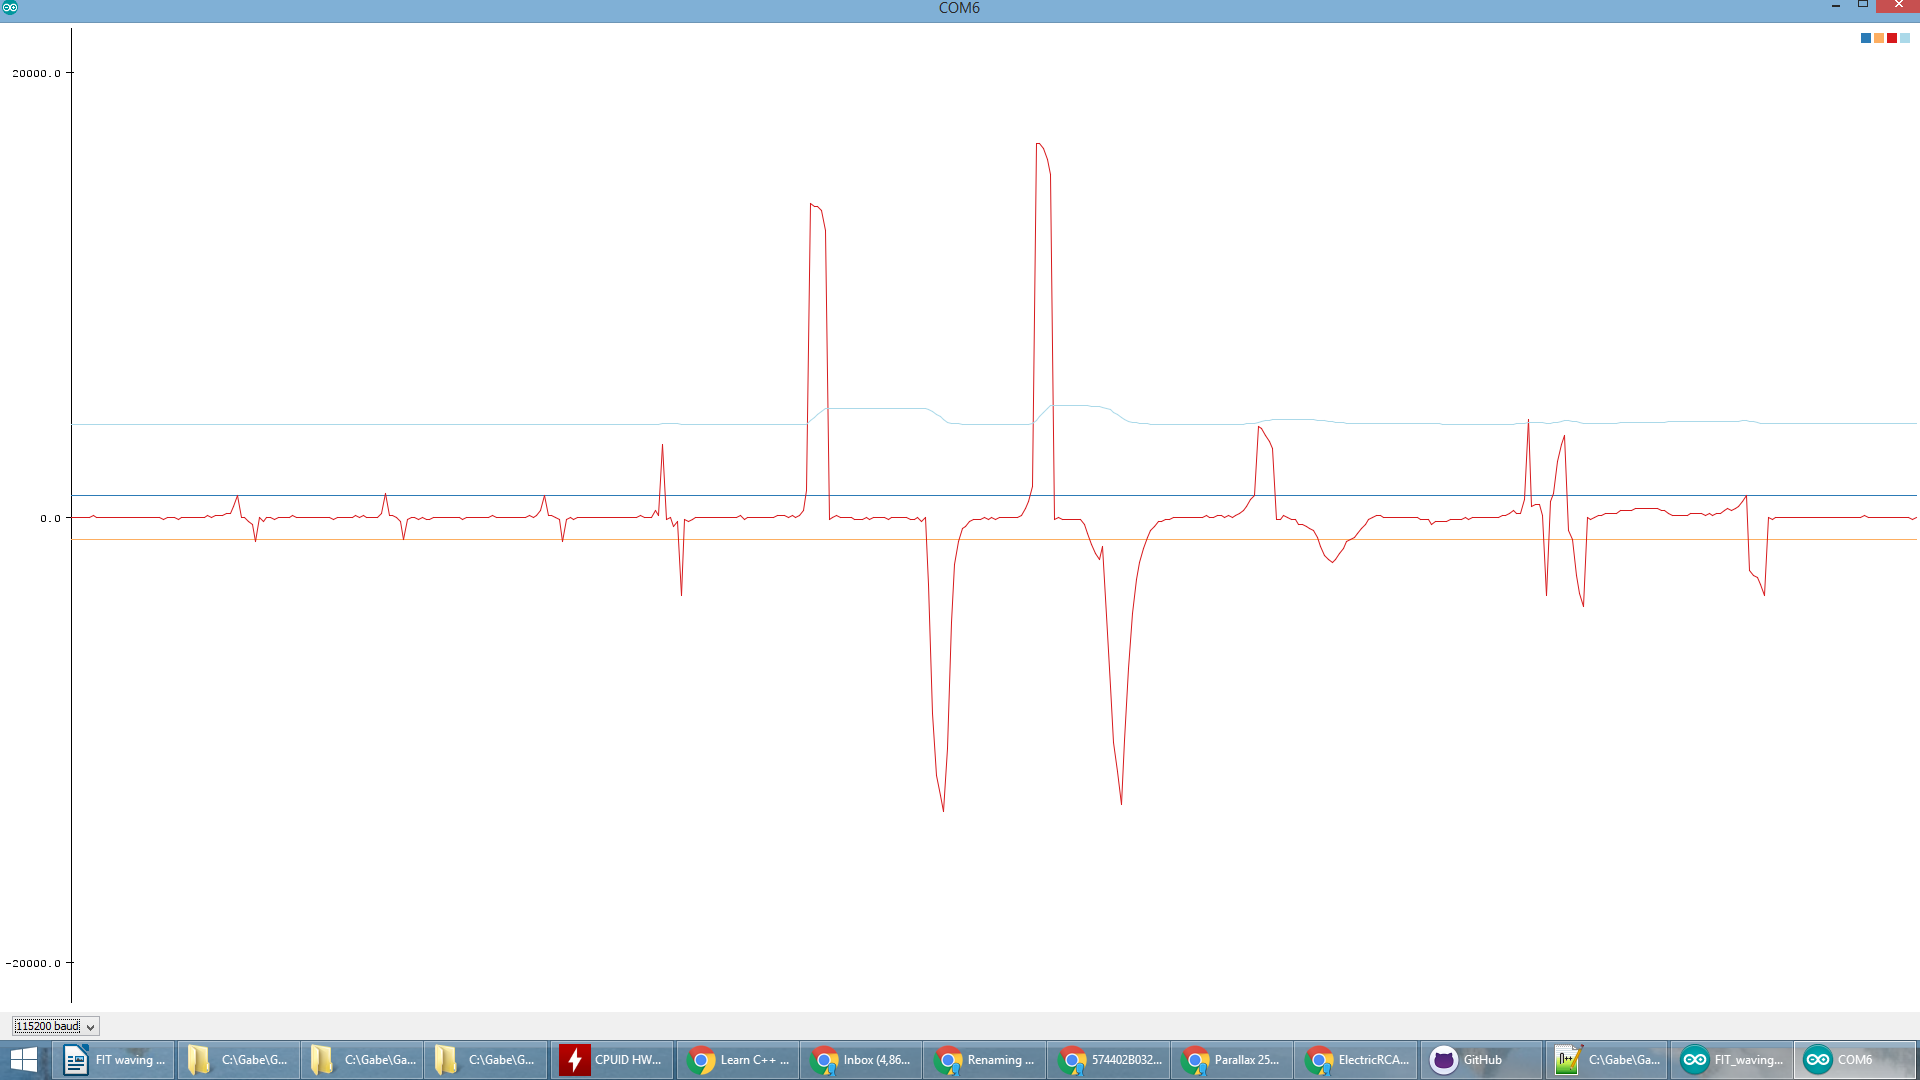 COM6
20000.0
0.0
-20000.0
115200 baud
FIT waving ...
C:\Gabe\G...
C:\Gabe\Ga...
C:\Gabe\G...
CPUID HW...
Learn C++ ...
Inbox (4,86...
Renaming ...
574402B032...
Parallax 25...
ElectricRCA...
GitHub
C:\Gabe\Ga...
FIT_waving...
COM6